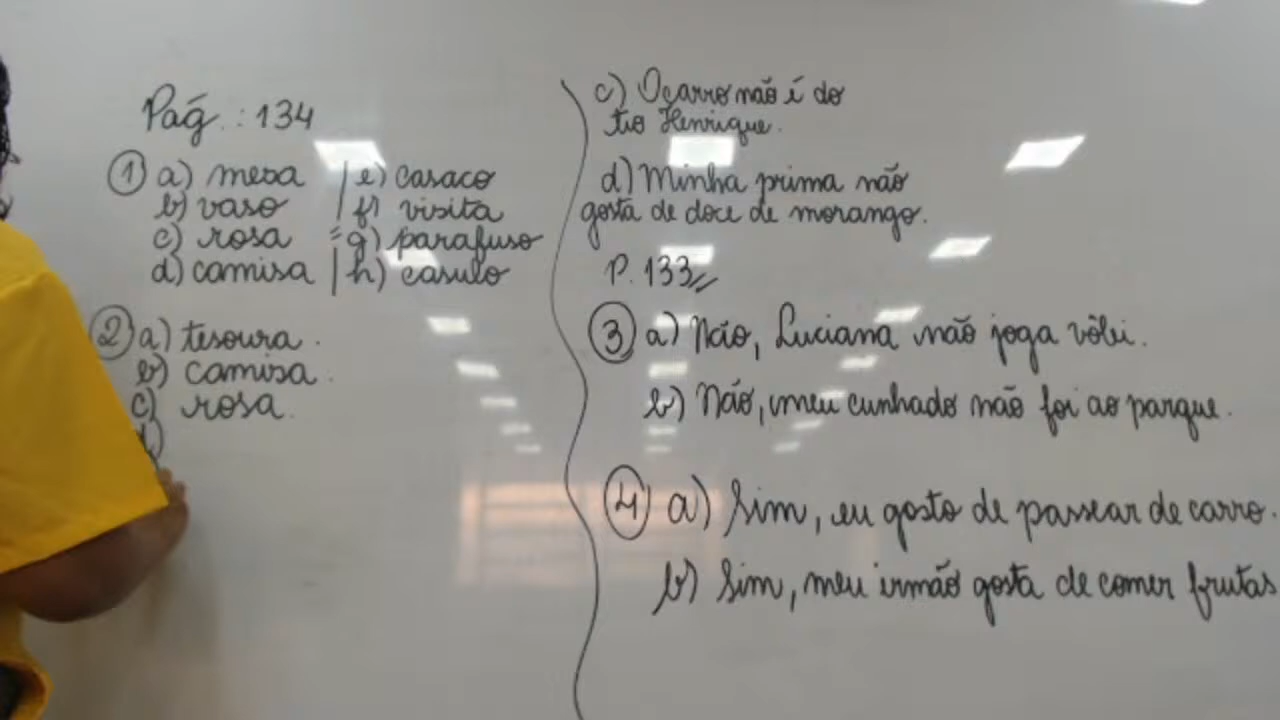 Pág.: 134
① a) mesa | e) casaco
b) vaso | f) visita
c) rosa = g) parafuso
d) camisa | h) casulo
② a) tesoura.
b) camisa.
c) rosa.
d)
c) O carro não é do
tio Henrique.
d) Minha prima não
gosta de doce de morango.
P. 133//
③ a) Não, Luciana não joga vôlei.
b) Não, meu cunhado não foi ao parque.
④ a) Sim, eu gosto de passear de carro.
b) Sim, meu irmão gosta de comer frutas